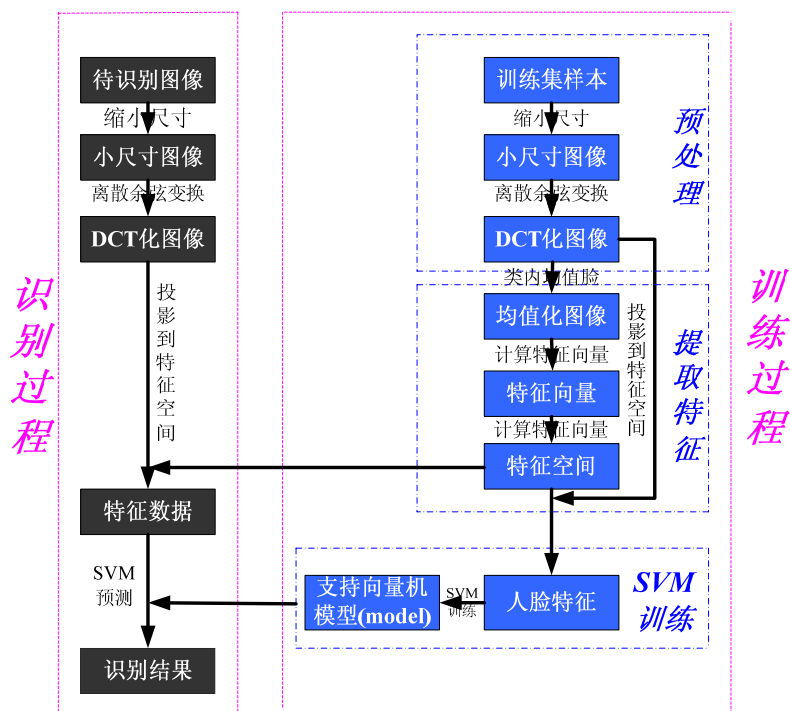 识别过程
待识别图像
缩小尺寸
小尺寸图像
离散余弦变换
DCT化图像
投影到特征空间
特征数据
SVM
预测
识别结果
训练过程
预处理
训练集样本
缩小尺寸
小尺寸图像
离散余弦变换
DCT化图像
类内均值脸
提取特征
均值化图像
计算特征向量
特征向量
计算特征向量
特征空间
投影到特征空间
SVM
训练
人脸特征
SVM
训练
支持向量机
模型(model)